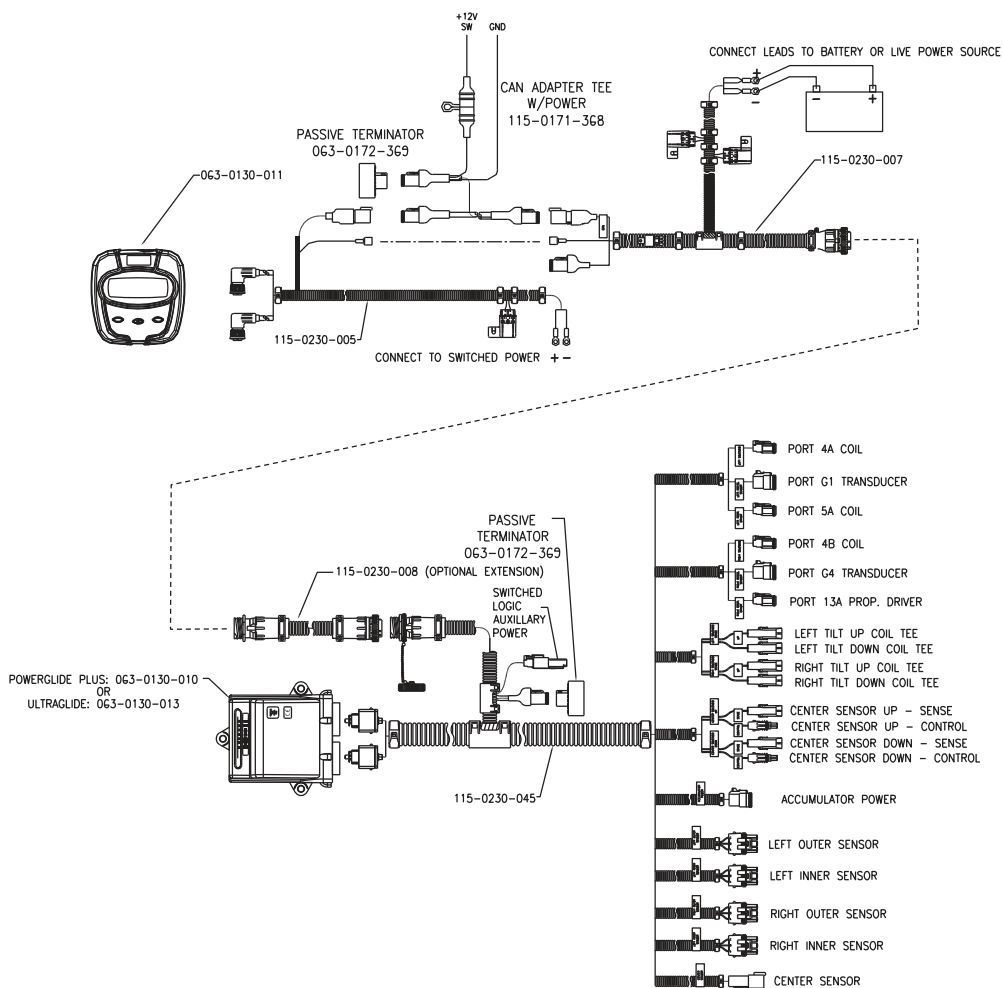 +12V
SW
GND
CONNECT LEADS TO BATTERY OR LIVE POWER SOURCE
CAN ADAPTER TEE
W/POWER
115-0171-368
+
-
- +
PASSIVE TERMINATOR
063-0172-369
063-0130-011
115-0230-007
115-0230-005
CONNECT TO SWITCHED POWER + -
PORT 4A COIL
PORT G1 TRANSDUCER
PORT 5A COIL
PASSIVE
TERMINATOR
063-0172-369
PORT 4B COIL
115-0230-008 (OPTIONAL EXTENSION)
PORT G4 TRANSDUCER
SWITCHED
LOGIC
AUXILLARY
POWER
PORT 13A PROP. DRIVER
LEFT TILT UP COIL TEE
LEFT TILT DOWN COIL TEE
RIGHT TILT UP COIL TEE
RIGHT TILT DOWN COIL TEE
POWERGLIDE PLUS: 063-0130-010
OR
ULTRAGLIDE: 063-0130-013
CENTER SENSOR UP - SENSE
CENTER SENSOR UP - CONTROL
CENTER SENSOR DOWN - SENSE
CENTER SENSOR DOWN - CONTROL
115-0230-045
ACCUMULATOR POWER
LEFT OUTER SENSOR
LEFT INNER SENSOR
RIGHT OUTER SENSOR
RIGHT INNER SENSOR
CENTER SENSOR